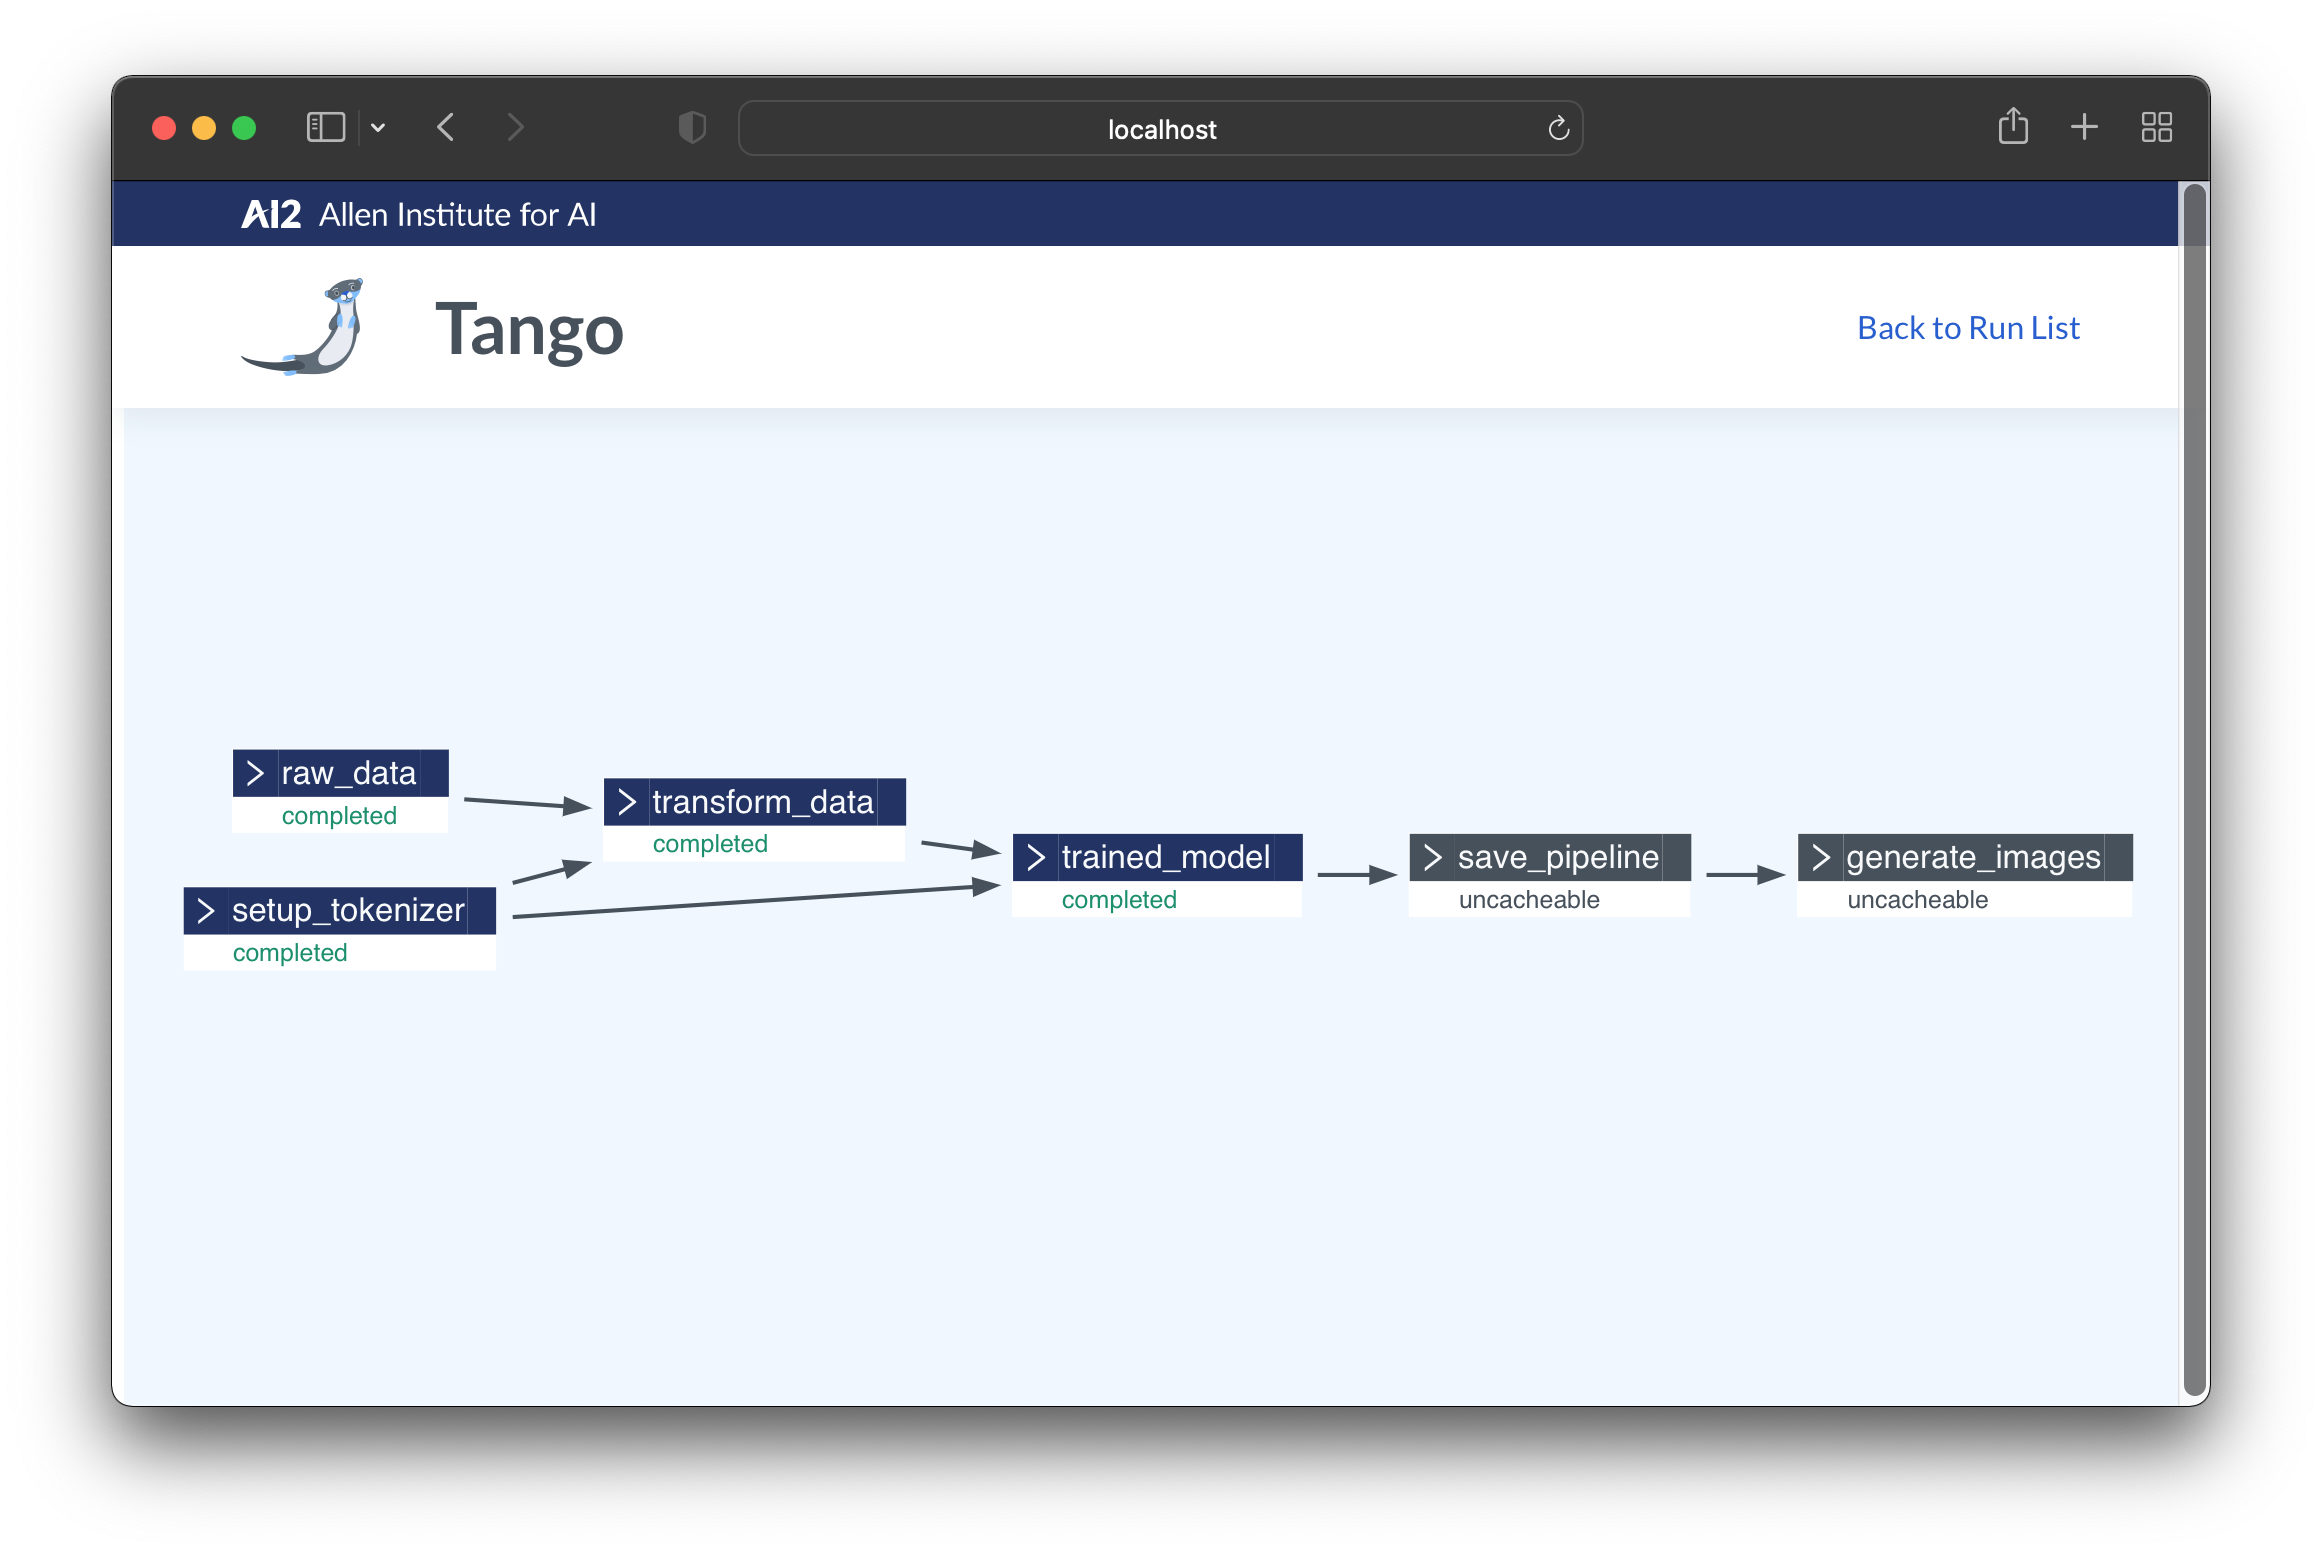 localhost
AI2 Allen Institute for AI
Tango
Back to Run List
raw_data
completed
transform_data
completed
setup_tokenizer
completed
trained_model
completed
save_pipeline
uncacheable
generate_images
uncacheable